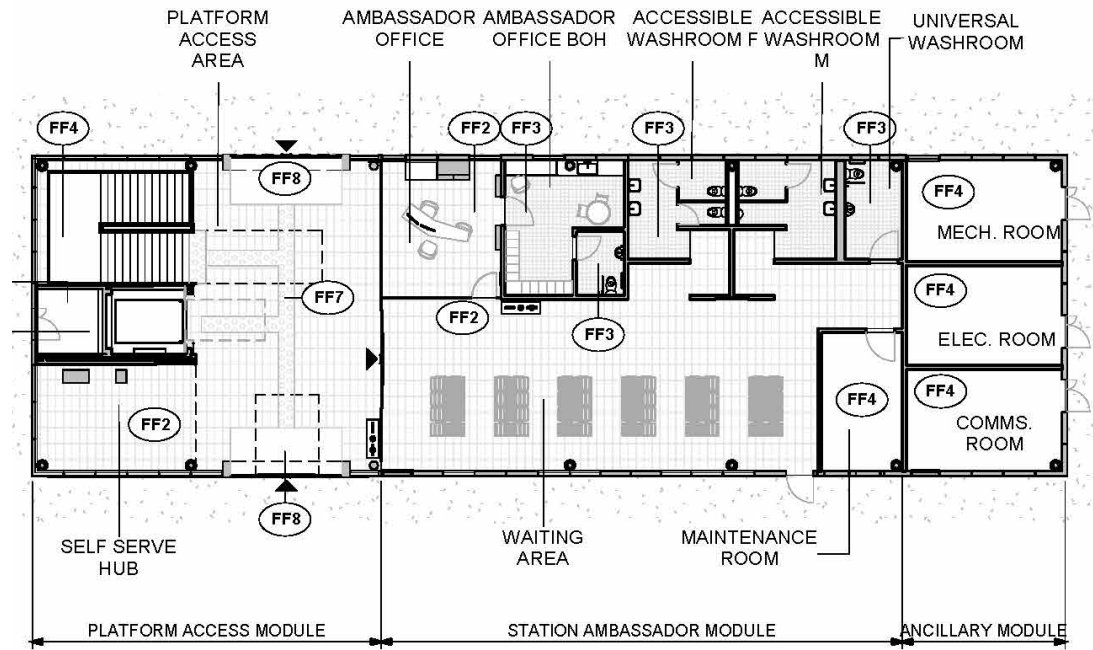 PLATFORM
ACCESS
AREA
AMBASSADOR
OFFICE
AMBASSADOR
OFFICE BOH
ACCESSIBLE
WASHROOM F
ACCESSIBLE
WASHROOM
M
UNIVERSAL
WASHROOM
FF4
FF2
FF3
FF3
FF3
FF8
FF4
MECH. ROOM
FF7
FF2
FF3
FF4
ELEC. ROOM
FF2
FF4
FF4
COMMS.
ROOM
FF8
SELF SERVE
HUB
WAITING
AREA
MAINTENANCE
ROOM
PLATFORM ACCESS MODULE
STATION AMBASSADOR MODULE
ANCILLARY MODULE